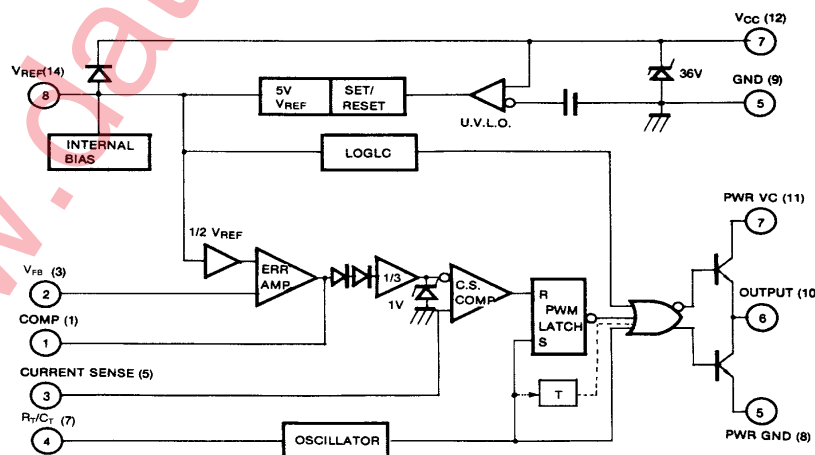 VCC (12)
7
VREF(14)
8
5V
VREF
SET/
RESET
36V
GND (9)
5
U.V.L.O.
INTERNAL
BIAS
LOGLC
PWR VC (11)
7
1/2 VREF
VFB (3)
2
ERR
AMP
1/3
1V
C.S.
COMP
R
PWM
LATCH
S
OUTPUT (10
6
COMP (1)
1
CURRENT SENSE (5)
3
T
5
PWR GND (8)
RT/CT (7)
4
OSCILLATOR
w.dat